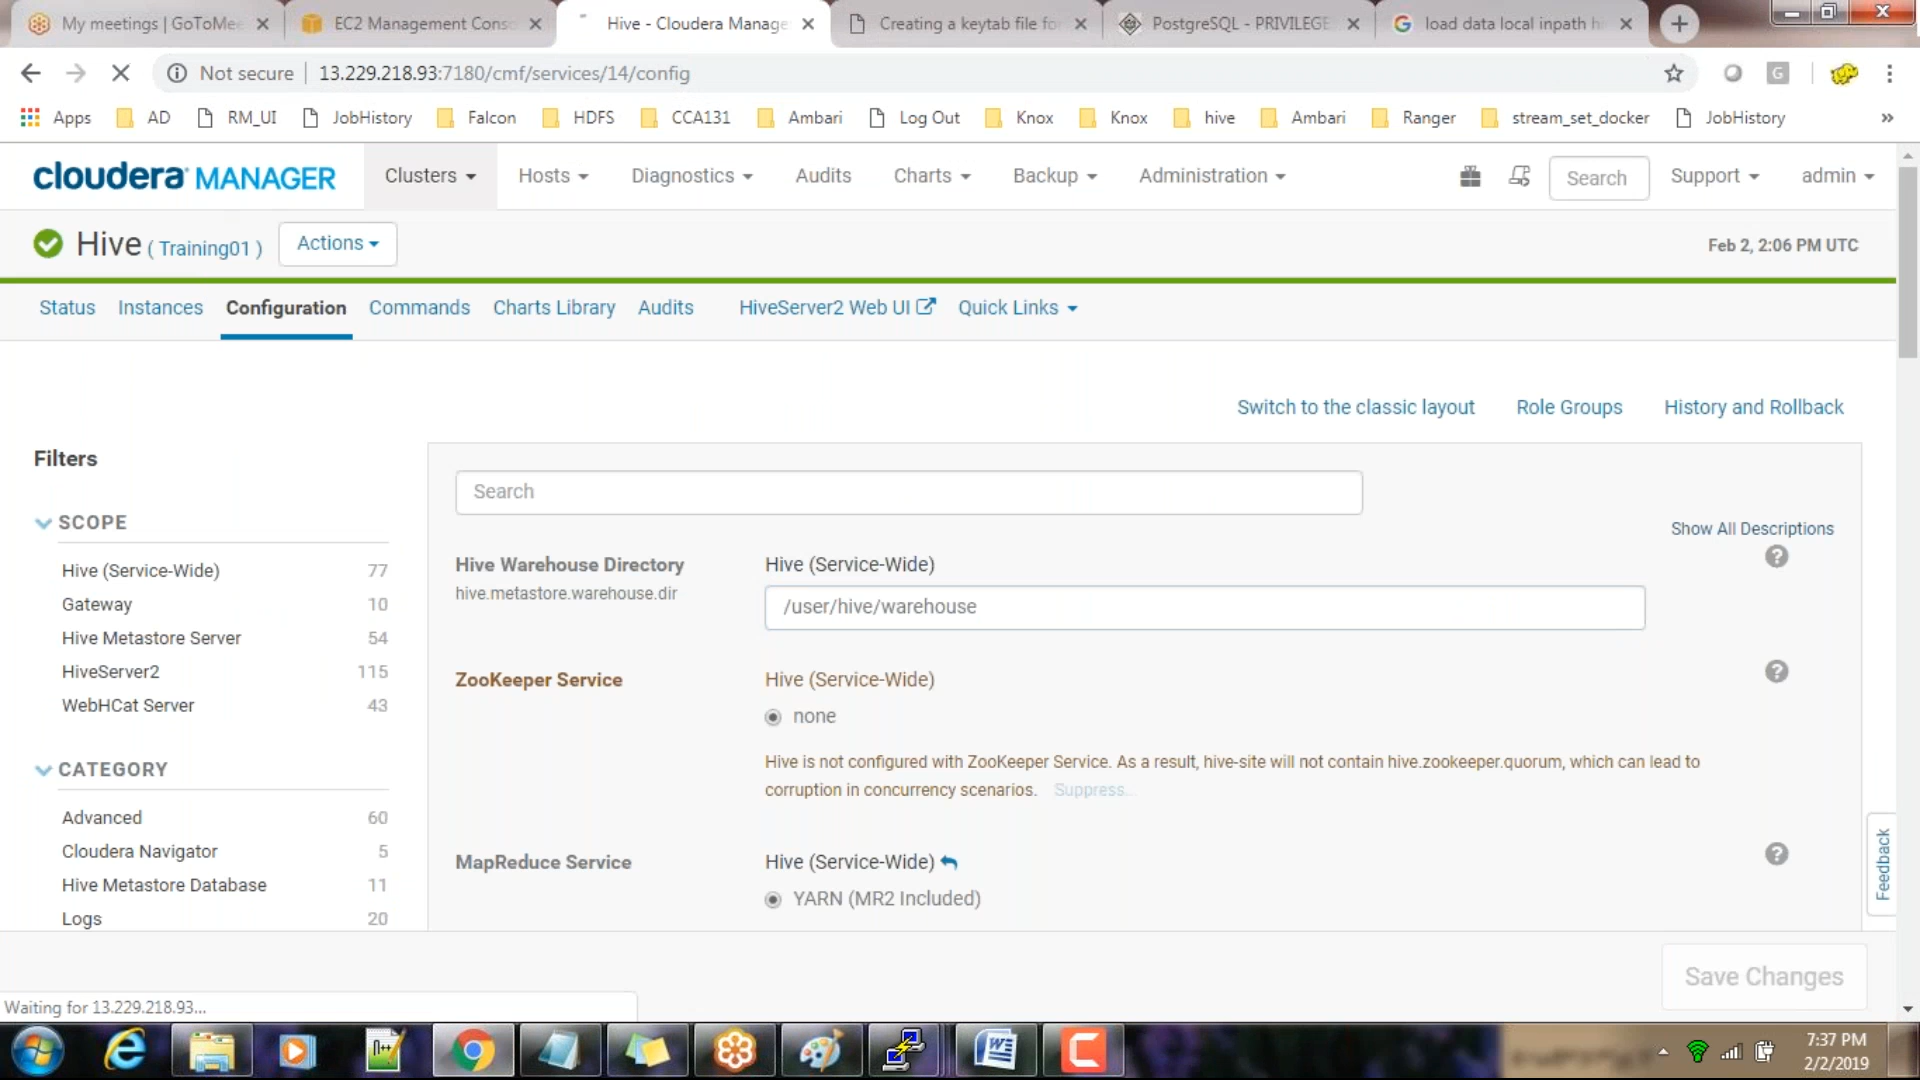 My meetings | GoToMee
EC2 Management Conso
Hive - Cloudera Manage
Creating a keytab file for
PostgreSQL - PRIVILEGE
load data local inpath hi
Not secure
13.229.218.93:7180/cmf/services/14/config
Apps
AD
RM_UI
JobHistory
Falcon
HDFS
CCA131
Ambari
Log Out
Knox
Knox
hive
Ambari
Ranger
stream_set_docker
JobHistory
»
cloudera MANAGER
Clusters
Hosts
Diagnostics
Audits
Charts
Backup
Administration
Search
Support
admin
Hive ( Training01 )
Actions
Feb 2, 2:06 PM UTC
Status
Instances
Configuration
Commands
Charts Library
Audits
HiveServer2 Web UI
Quick Links
Switch to the classic layout
Role Groups
History and Rollback
Filters
SCOPE
Hive (Service-Wide) 77
Gateway 10
Hive Metastore Server 54
HiveServer2 115
WebHCat Server 43
CATEGORY
Advanced 60
Cloudera Navigator 5
Hive Metastore Database 11
Logs 20
Search
Show All Descriptions
Hive Warehouse Directory
hive.metastore.warehouse.dir
Hive (Service-Wide)
/user/hive/warehouse
ZooKeeper Service
Hive (Service-Wide)
none
Hive is not configured with ZooKeeper Service. As a result, hive-site will not contain hive.zookeeper.quorum, which can lead to
corruption in concurrency scenarios. Suppress...
MapReduce Service
Hive (Service-Wide)
YARN (MR2 Included)
Feedback
Save Changes
Waiting for 13.229.218.93...
7:37 PM
2/2/2019